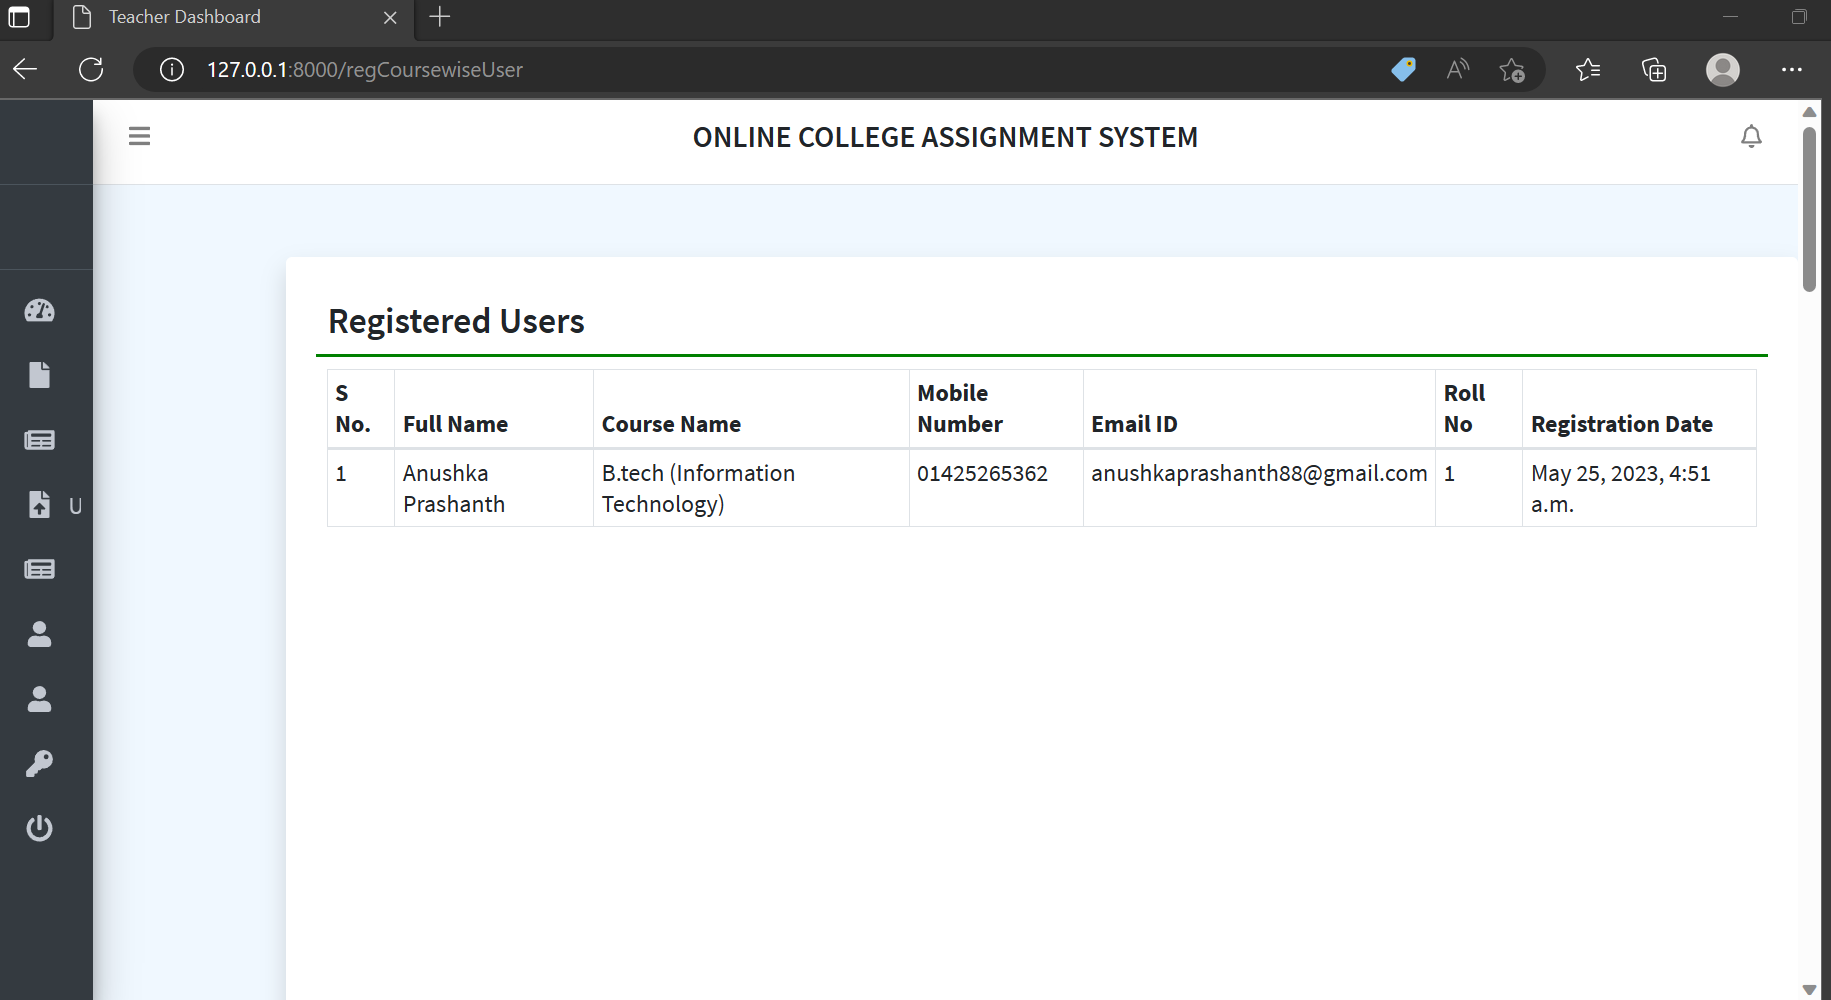 Teacher Dashboard
127.0.0.1:8000/regCoursewiseUser
ONLINE COLLEGE ASSIGNMENT SYSTEM
U
Registered Users
S No. Full Name Course Name Mobile Number Email ID Roll No Registration Date
1 Anushka Prashanth B.tech (Information Technology) 01425265362 anushkaprashanth88@gmail.com 1 May 25, 2023, 4:51 a.m.